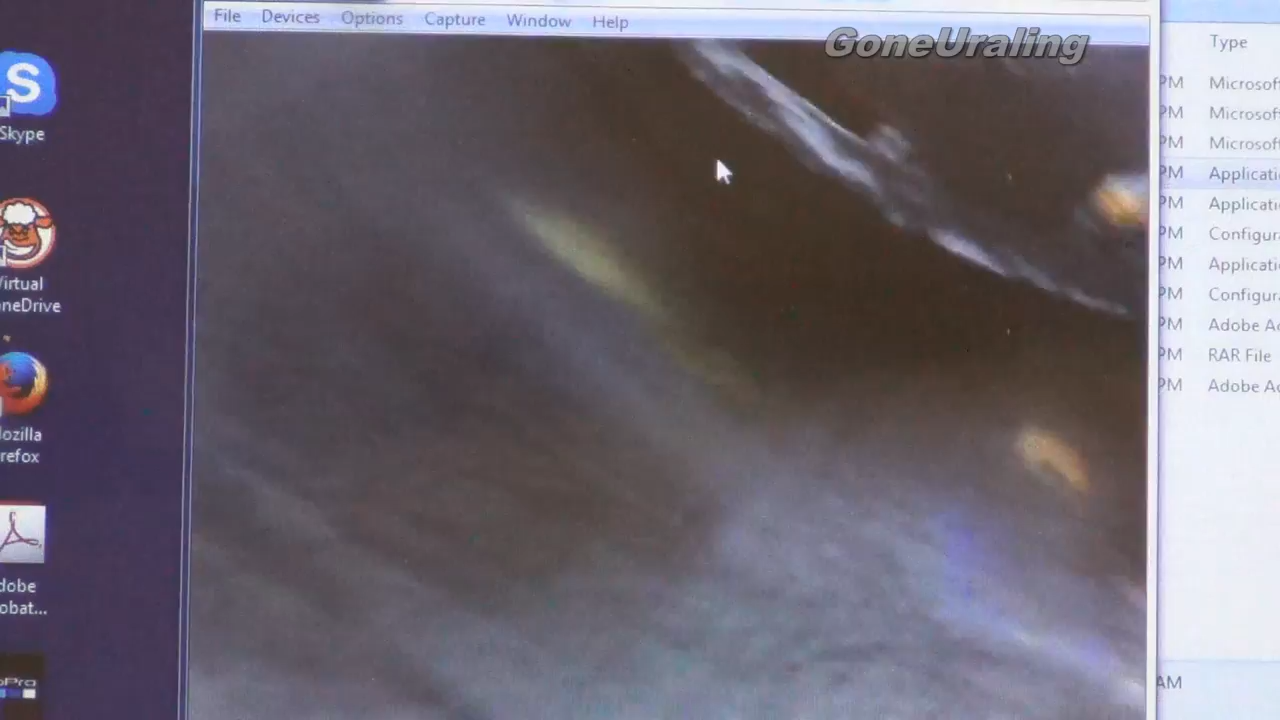 File Devices Options Capture Window Help
GoneUraling
Skype
irtual
neDrive
ozilla
refox
dobe
obat...
Type
PM Microsof
PM Microsof
PM Microsof
PM Applicati
PM Applicati
PM Configura
PM Applicati
PM Configura
PM Adobe Ac
PM RAR File
PM Adobe Ac
AM